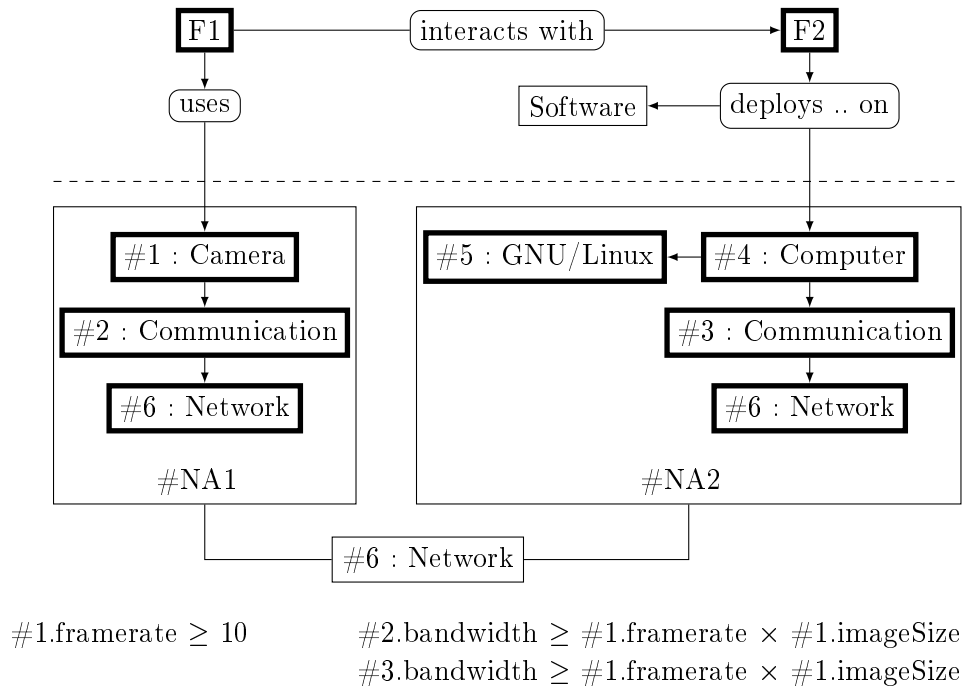 F1 interacts with F2
uses Software deploys .. on
#1 : Camera #5 : GNU/Linux #4 : Computer
#2 : Communication #3 : Communication
#6 : Network #6 : Network
#NA1 #NA2
#6 : Network
#1.framerate ≥ 10 #2.bandwidth ≥ #1.framerate × #1.imageSize
#3.bandwidth ≥ #1.framerate × #1.imageSize